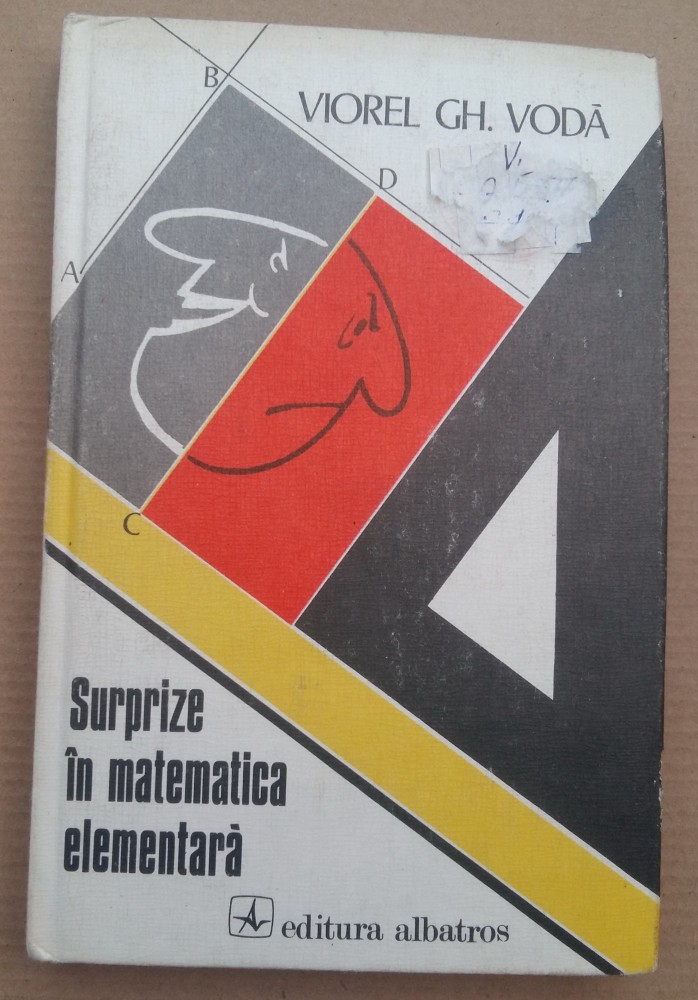 B
VIOREL GH. VODĂ
D
A
C
Surprize
în matematica
elementară
editura albatros